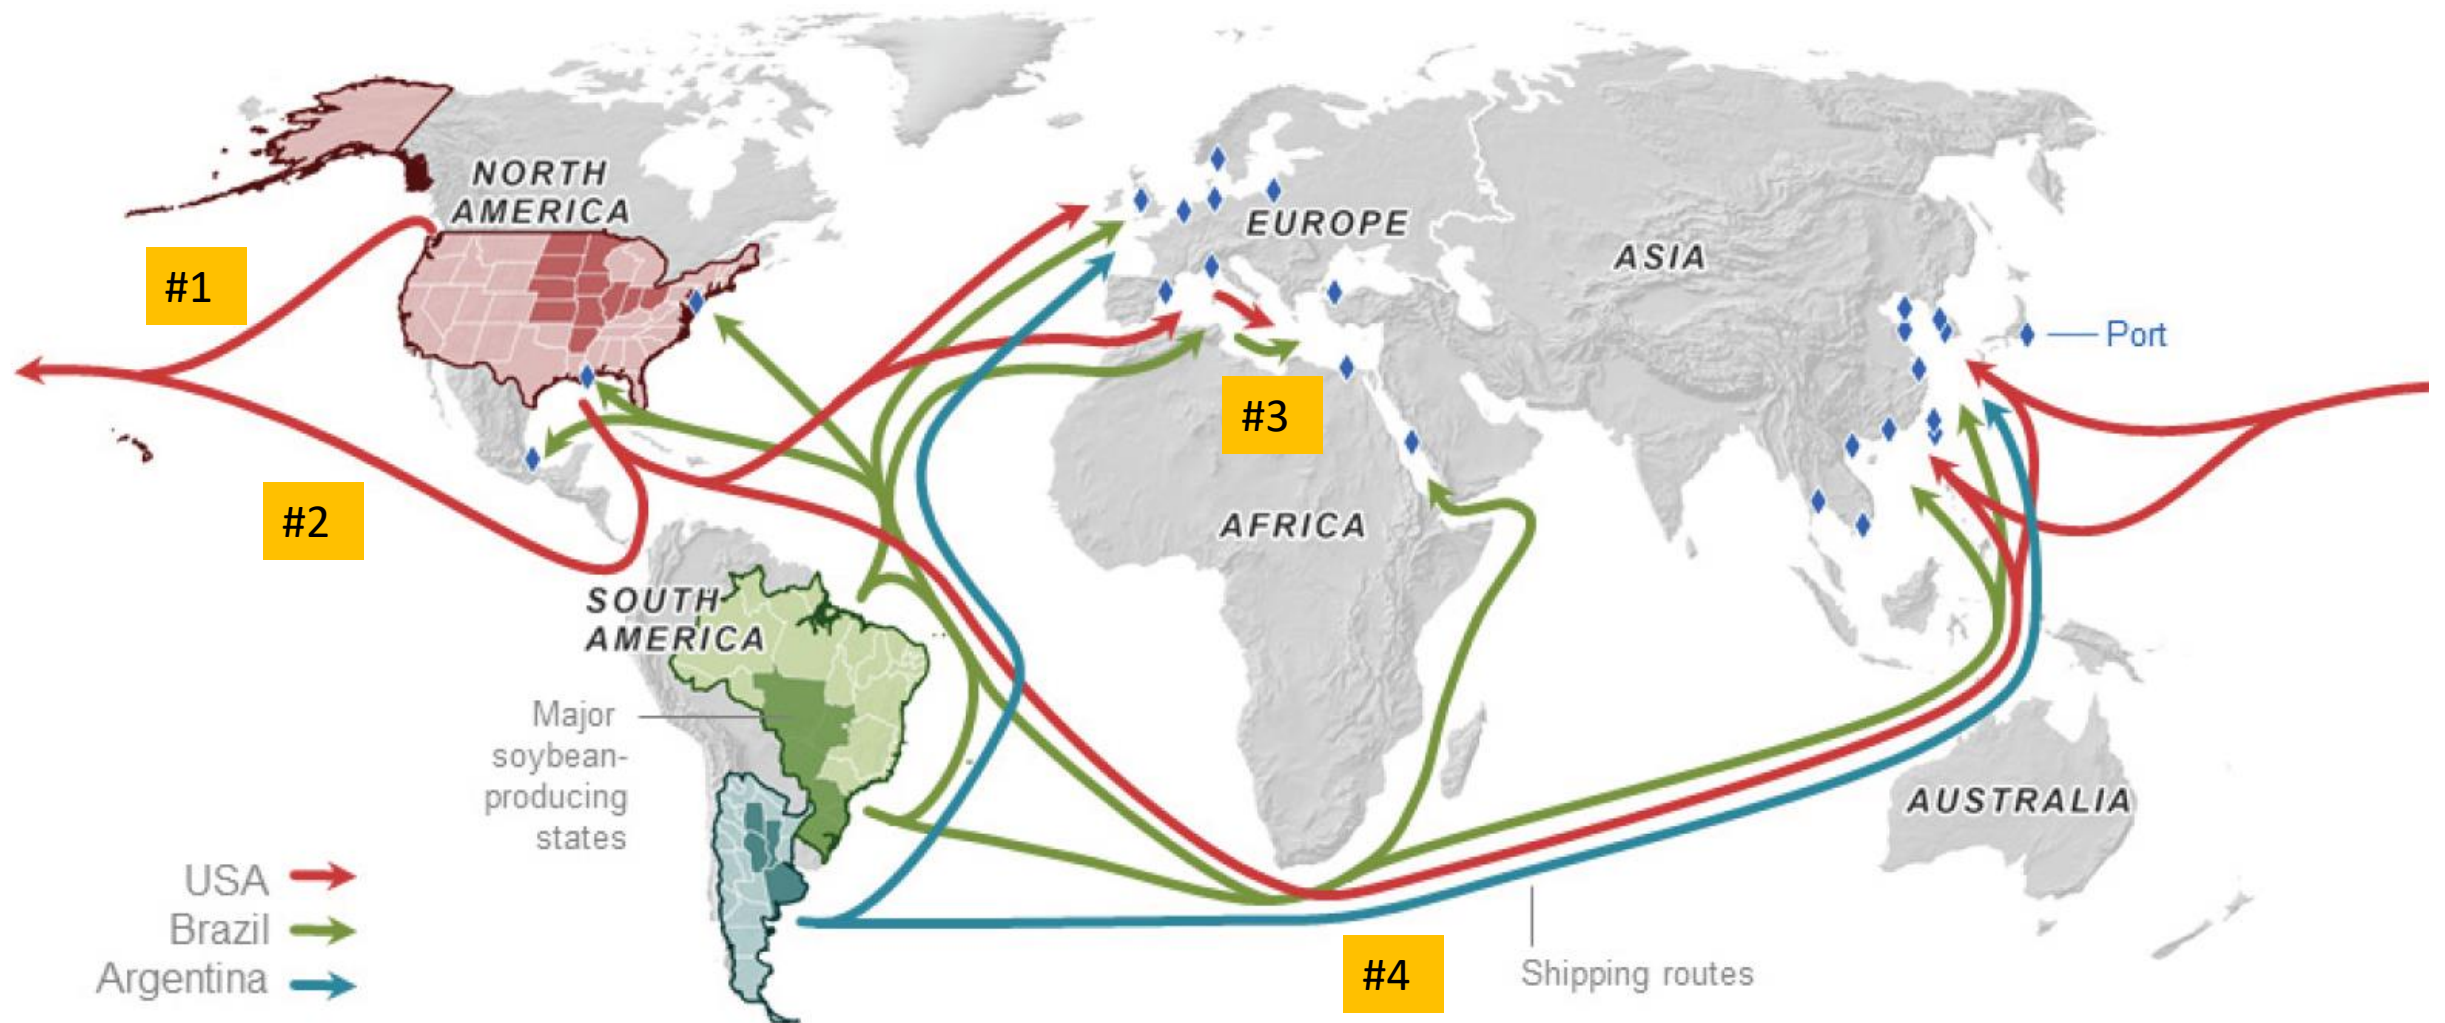 NORTH
AMERICA
#1
#2
EUROPE
ASIA
Port
#3
AFRICA
SOUTH
AMERICA
Major
soybean-
producing
states
AUSTRALIA
USA
Brazil
Argentina
#4
Shipping routes